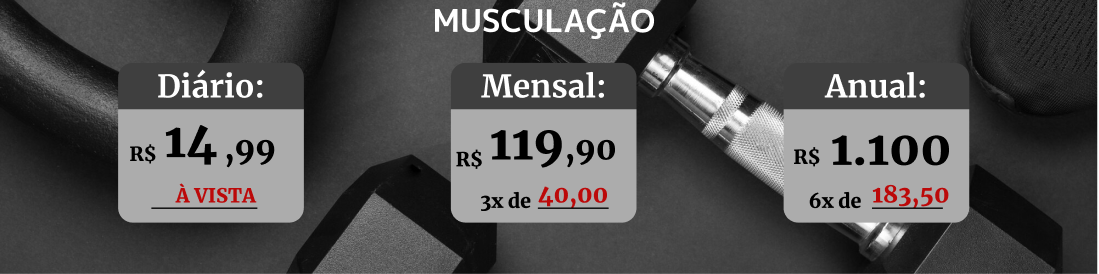 MUSCULAÇÃO
Diário:
R$ 14,99
À VISTA
Mensal:
R$ 119,90
3x de 40,00
Anual:
R$ 1.100
6x de 183,50